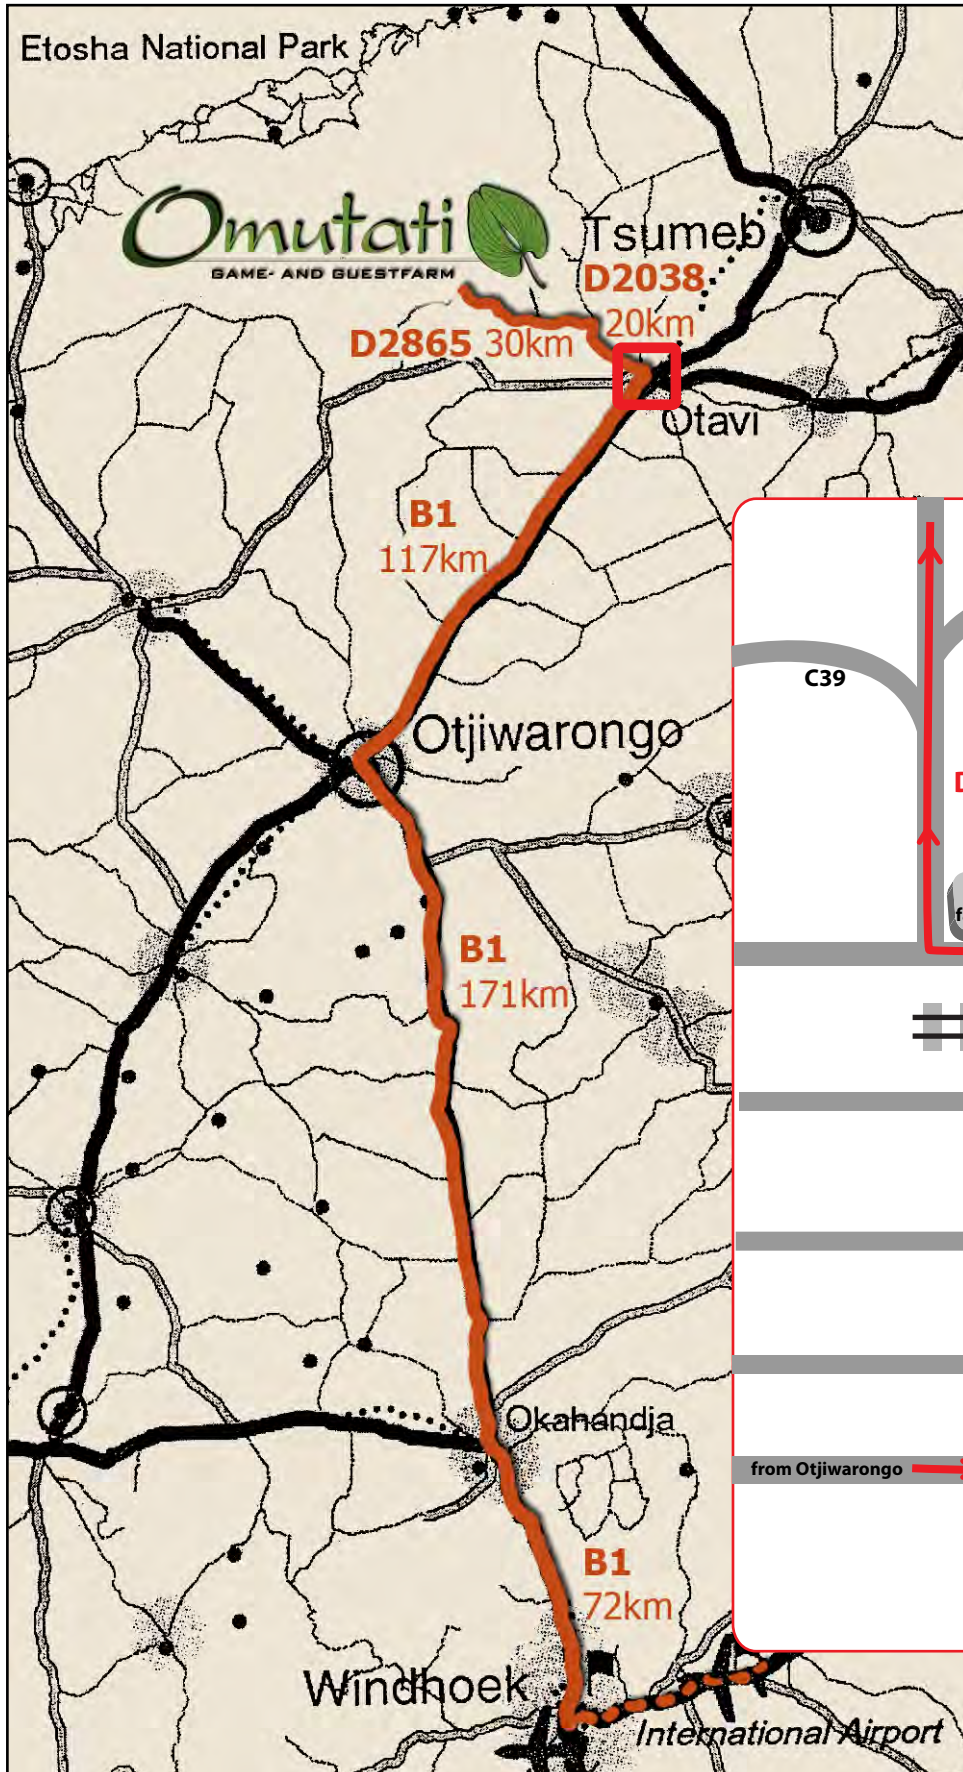 Etosha National Park
Omutati
GAME- AND GUESTFARM
Tsumeb
D2038
20km
D2865 30km
Otavi
B1
117km
C39
Otjiwarongo
B1
171km
Okahandja
from Otjiwarongo
B1
72km
Windhoek
International Airport